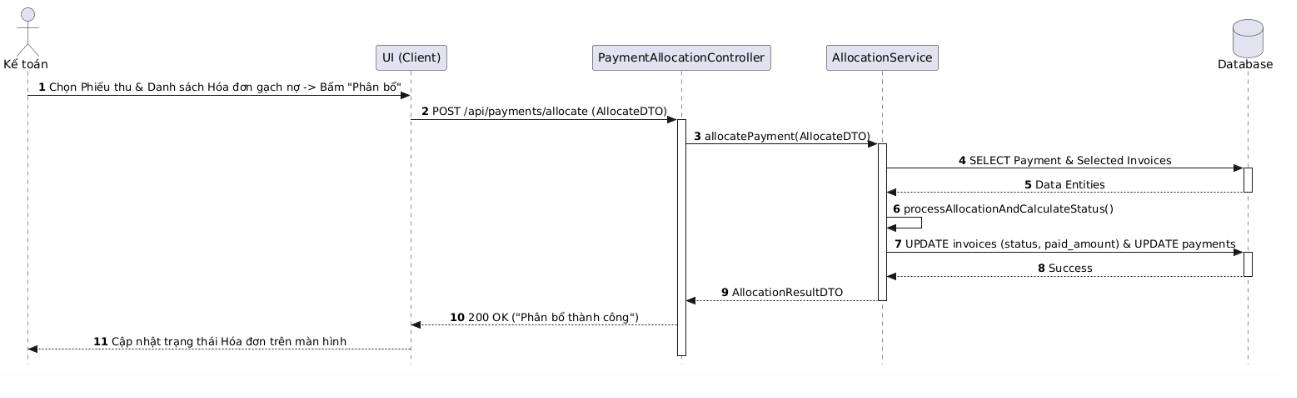 Kế toán
UI (Client)
PaymentAllocationController
AllocationService
Database
1 Chọn Phiếu thu & Danh sách Hóa đơn gạch nợ -> Bấm "Phân bổ"
2 POST /api/payments/allocate (AllocateDTO)
3 allocatePayment(AllocateDTO)
4 SELECT Payment & Selected Invoices
5 Data Entities
6 processAllocationAndCalculateStatus()
7 UPDATE invoices (status, paid_amount) & UPDATE payments
8 Success
9 AllocationResultDTO
10 200 OK ("Phân bổ thành công")
11 Cập nhật trạng thái Hóa đơn trên màn hình